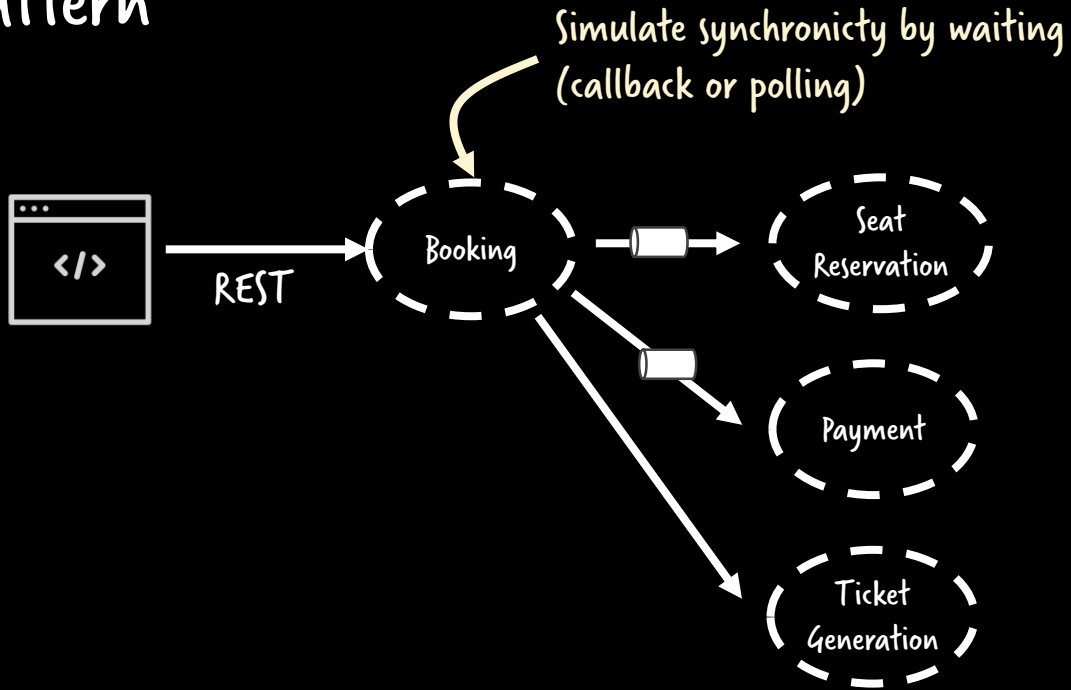 attern
Simulate synchronicty by waiting
(callback or polling)
</>
Booking
REST
Seat
Reservation
Payment
Ticket
Generation